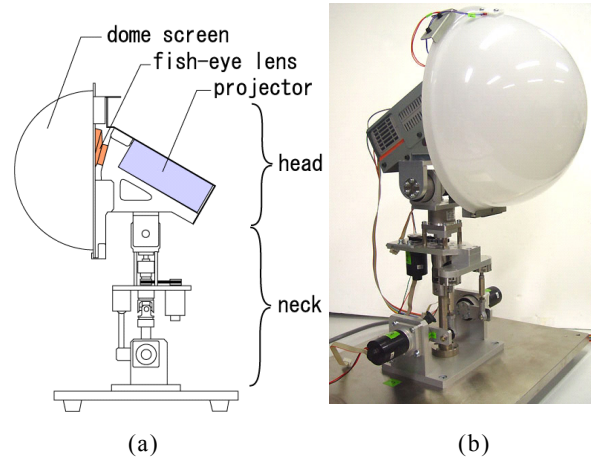 dome screen
fish-eye lens
projector
head
neck
(a)
(b)